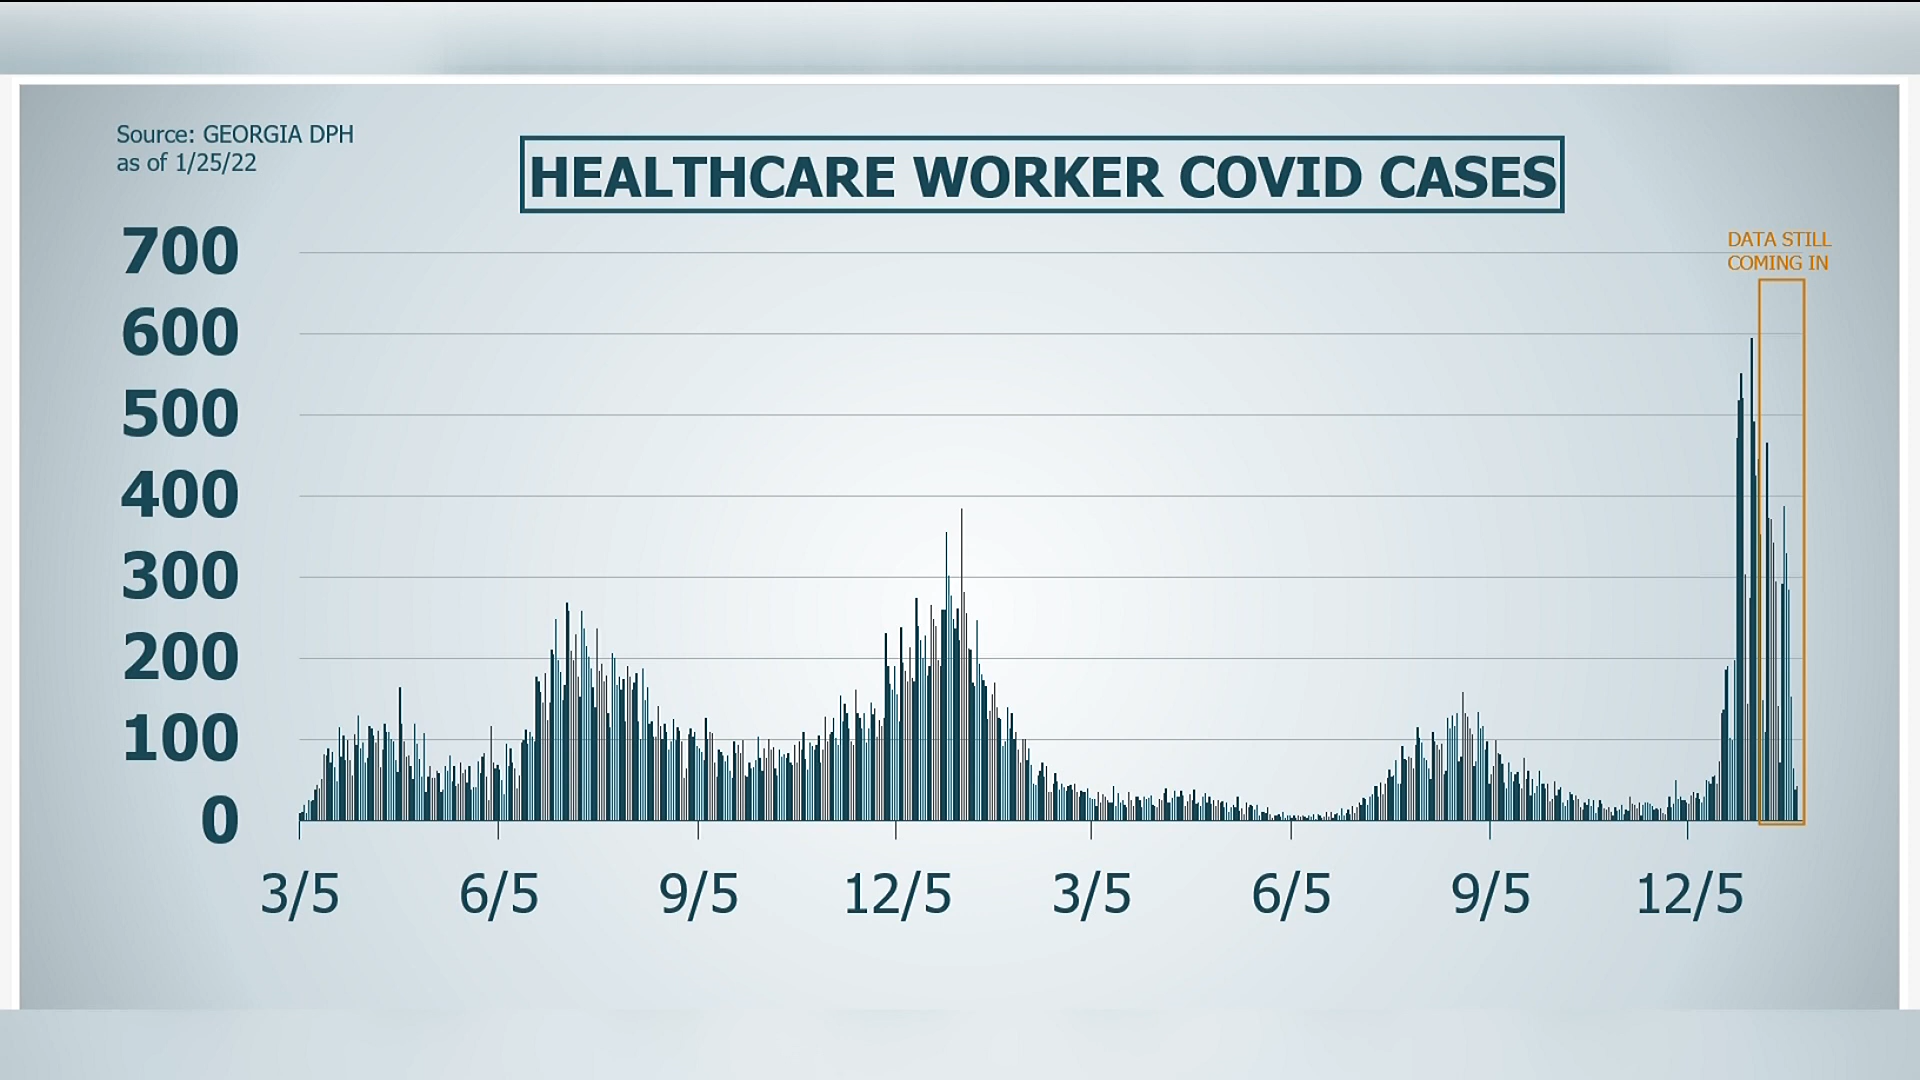 Source: GEORGIA DPH
as of 1/25/22
HEALTHCARE WORKER COVID CASES
DATA STILL
COMING IN
700
600
500
400
300
200
100
0
3/5 6/5 9/5 12/5 3/5 6/5 9/5 12/5